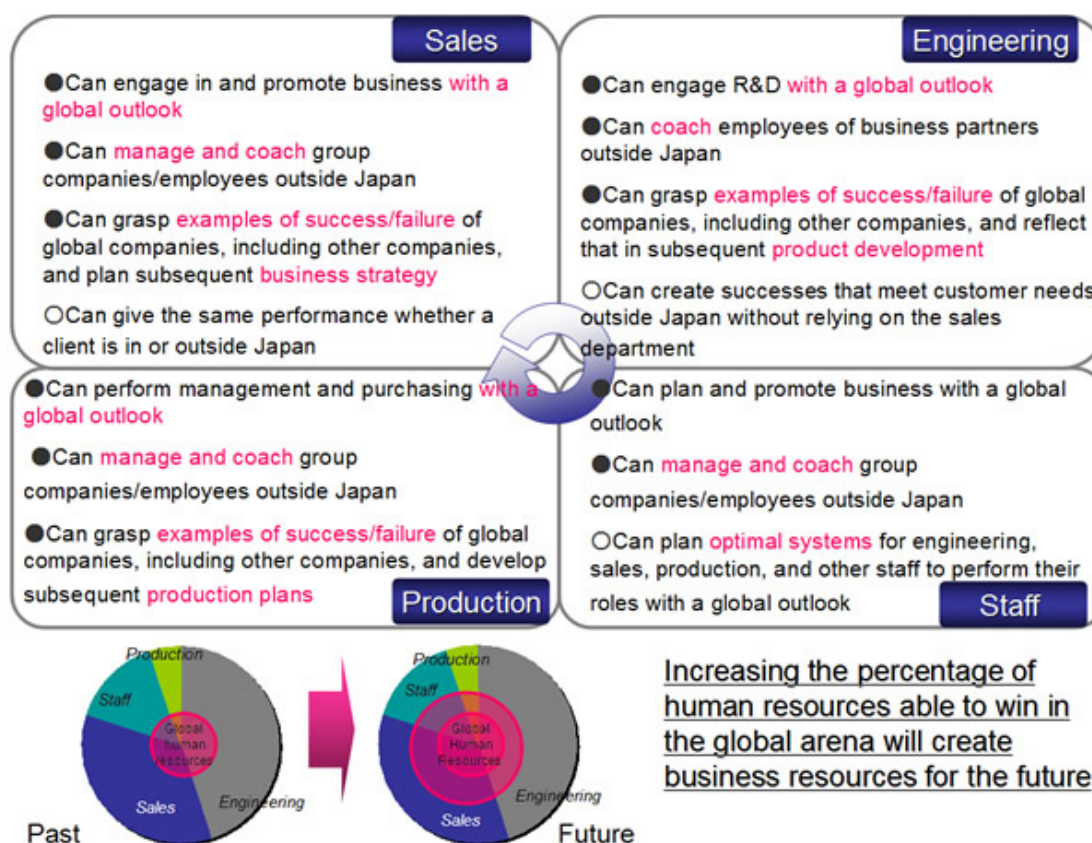 Sales
●Can engage in and promote business with a
global outlook
●Can manage and coach group
companies/employees outside Japan
●Can grasp examples of success/failure of
global companies, including other companies,
and plan subsequent business strategy
○Can give the same performance whether a
client is in or outside Japan
Engineering
●Can engage R&D with a global outlook
●Can coach employees of business partners
outside Japan
●Can grasp examples of success/failure of global
companies, including other companies, and reflect
that in subsequent product development
○Can create successes that meet customer needs
outside Japan without relying on the sales
department
●Can perform management and purchasing with a
global outlook
●Can manage and coach group
companies/employees outside Japan
●Can grasp examples of success/failure of global
companies, including other companies, and develop
subsequent production plans
Production
●Can plan and promote business with a global
outlook
●Can manage and coach group
companies/employees outside Japan
○Can plan optimal systems for engineering,
sales, production, and other staff to perform their
roles with a global outlook
Staff
Production
Staff
Global
human
resources
Sales
Engineering
Past
Production
Staff
Global
Human
Resources
Sales
Engineering
Future
Increasing the percentage of
human resources able to win in
the global arena will create
business resources for the future